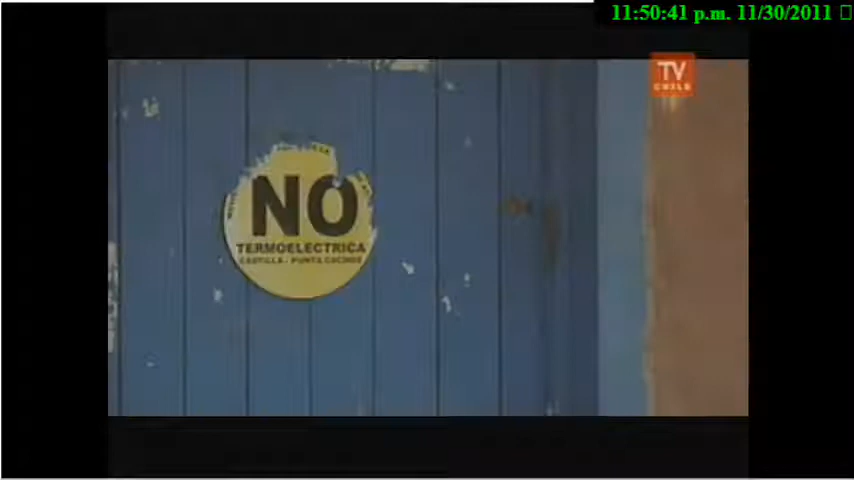 11:50:41 p.m. 11/30/2011
TV
CHILE
NO
TERMOELECTRICA
CASTILLA - PUNTA CACHOS